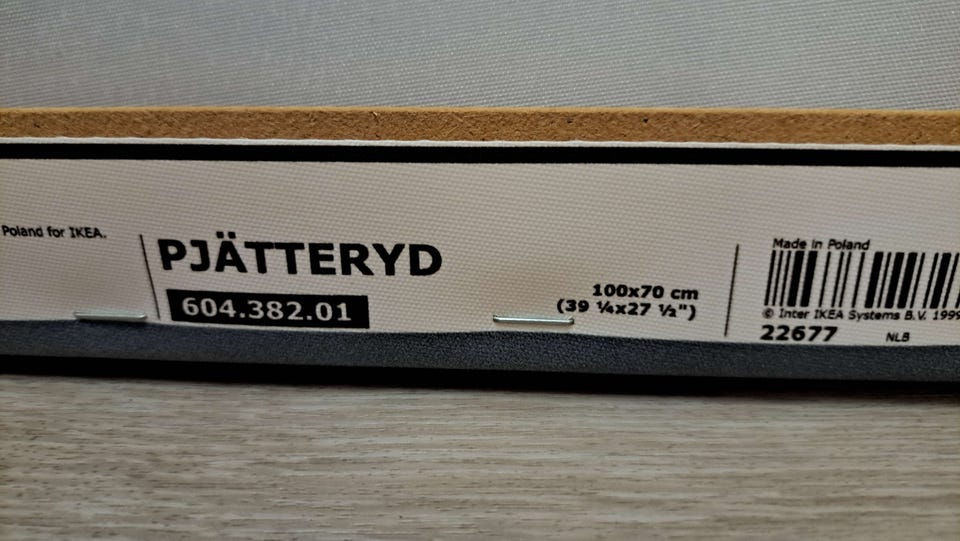 Poland for IKEA.
PJÄTTERYD
604.382.01
100x70 cm
(39 ¼x27 ½")
Made in Poland
© Inter IKEA Systems B.V. 1999
22677 NLB